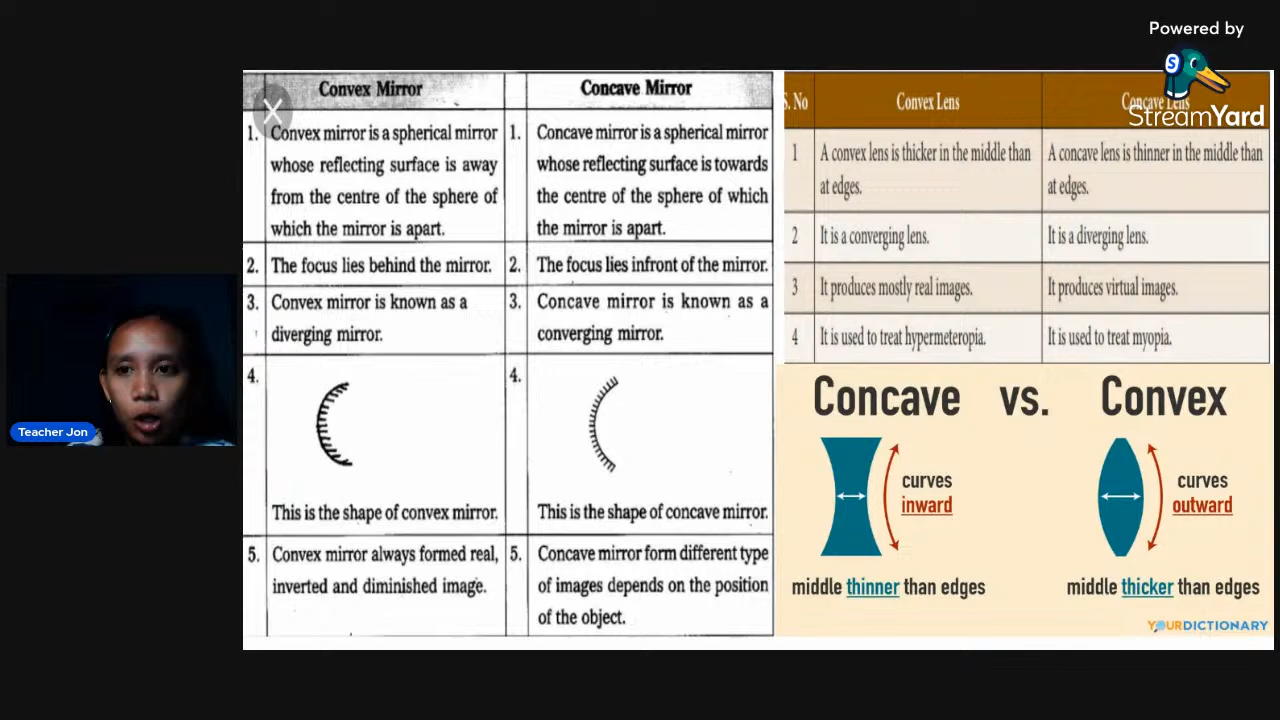 Powered by
StreamYard
Convex Mirror
Concave Mirror
1. Convex mirror is a spherical mirror
whose reflecting surface is away
from the centre of the sphere of
which the mirror is apart.
1. Concave mirror is a spherical mirror
whose reflecting surface is towards
the centre of the sphere of which
the mirror is apart.
2. The focus lies behind the mirror.
2. The focus lies infront of the mirror.
3. Convex mirror is known as a
diverging mirror.
3. Concave mirror is known as a
converging mirror.
4.
This is the shape of convex mirror.
4.
This is the shape of concave mirror.
5. Convex mirror always formed real,
inverted and diminished image.
5. Concave mirror form different type
of images depends on the position
of the object.
S. No
Convex Lens
Concave Lens
1
A convex lens is thicker in the middle than
at edges.
A concave lens is thinner in the middle than
at edges.
2
It is a converging lens.
It is a diverging lens.
3
It produces mostly real images.
It produces virtual images.
4
It is used to treat hypermeteropia.
It is used to treat myopia.
Concave vs. Convex
curves
inward
middle thinner than edges
curves
outward
middle thicker than edges
YOURDICTIONARY
Teacher Jon